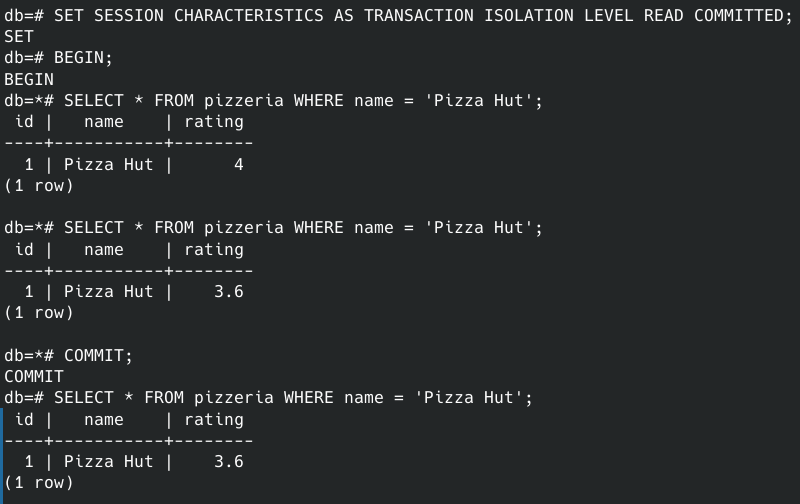 db=# SET SESSION CHARACTERISTICS AS TRANSACTION ISOLATION LEVEL READ COMMITTED;
SET
db=# BEGIN;
BEGIN
db=*# SELECT * FROM pizzeria WHERE name = 'Pizza Hut';
 id |   name    | rating
----+-----------+--------
  1 | Pizza Hut |      4
(1 row)

db=*# SELECT * FROM pizzeria WHERE name = 'Pizza Hut';
 id |   name    | rating
----+-----------+--------
  1 | Pizza Hut |    3.6
(1 row)

db=*# COMMIT;
COMMIT
db=# SELECT * FROM pizzeria WHERE name = 'Pizza Hut';
 id |   name    | rating
----+-----------+--------
  1 | Pizza Hut |    3.6
(1 row)